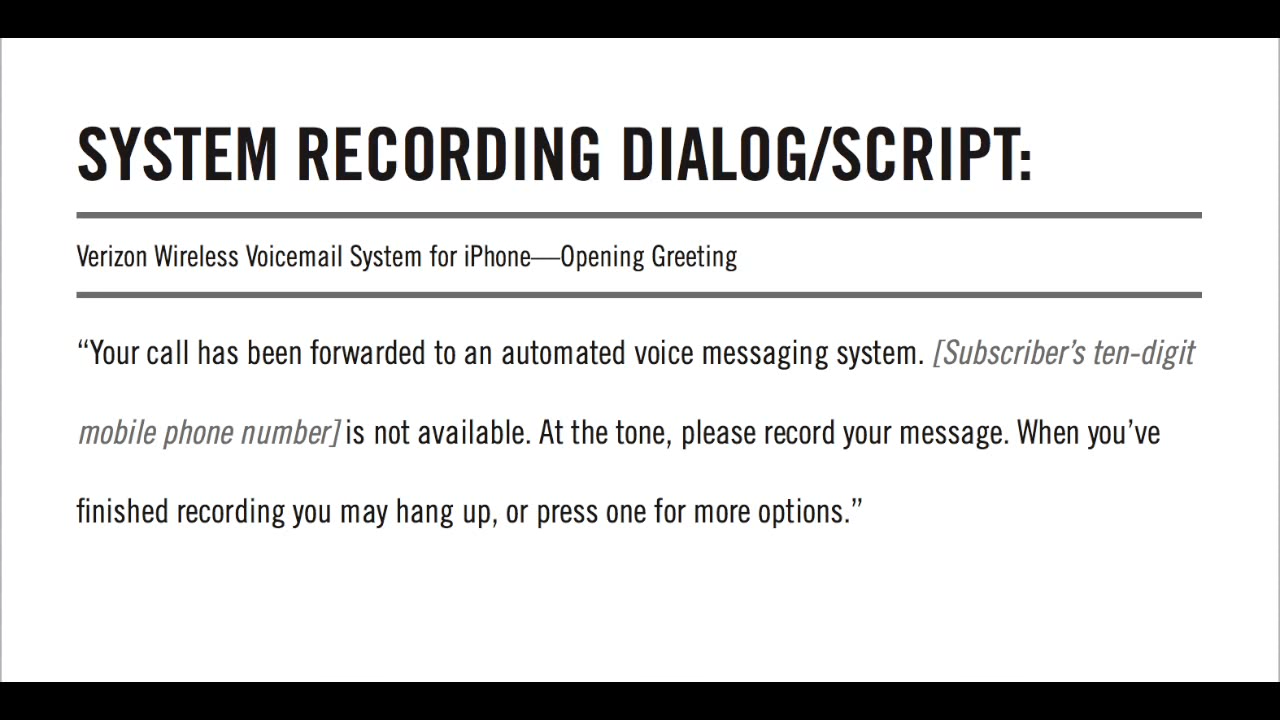 SYSTEM RECORDING DIALOG/SCRIPT:
Verizon Wireless Voicemail System for iPhone—Opening Greeting
“Your call has been forwarded to an automated voice messaging system. [Subscriber’s ten-digit
mobile phone number] is not available. At the tone, please record your message. When you’ve
finished recording you may hang up, or press one for more options.”